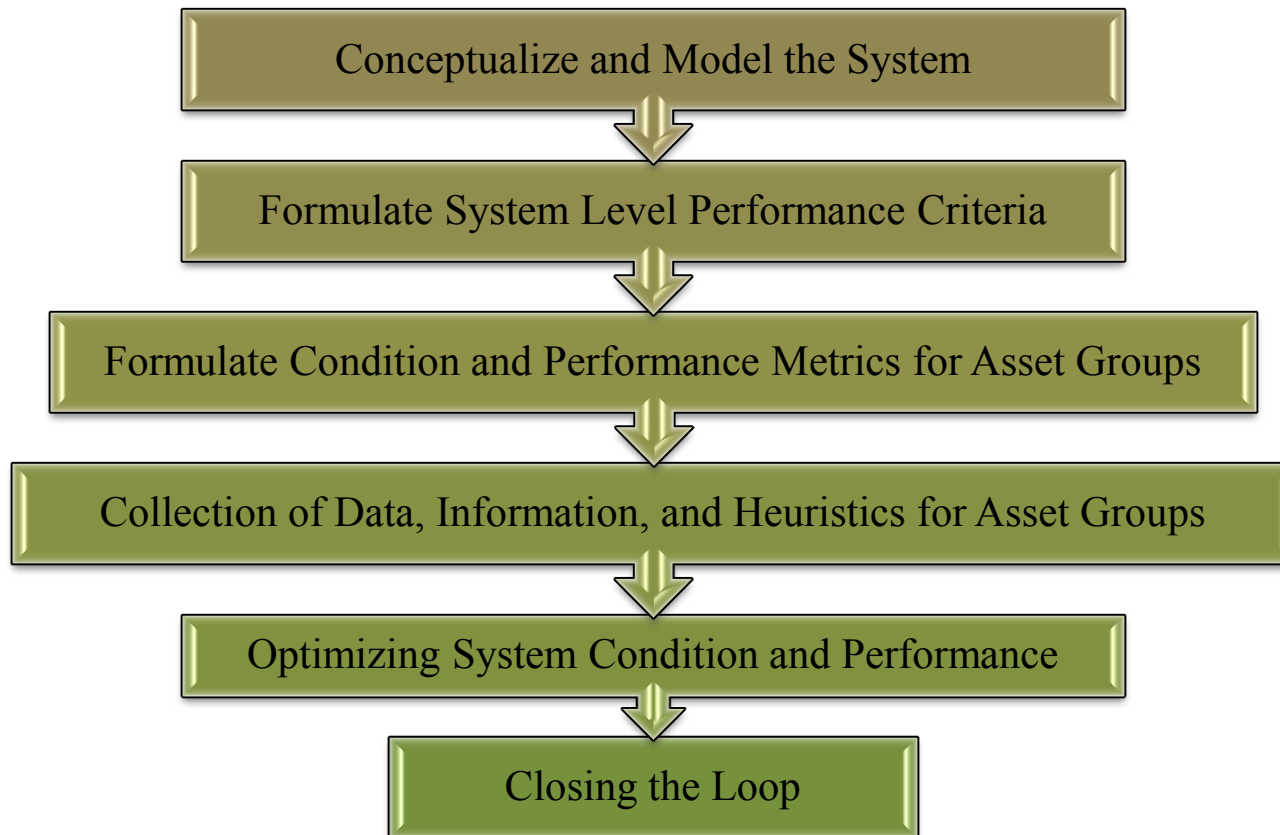 Conceptualize and Model the System
Formulate System Level Performance Criteria
Formulate Condition and Performance Metrics for Asset Groups
Collection of Data, Information, and Heuristics for Asset Groups
Optimizing System Condition and Performance
Closing the Loop